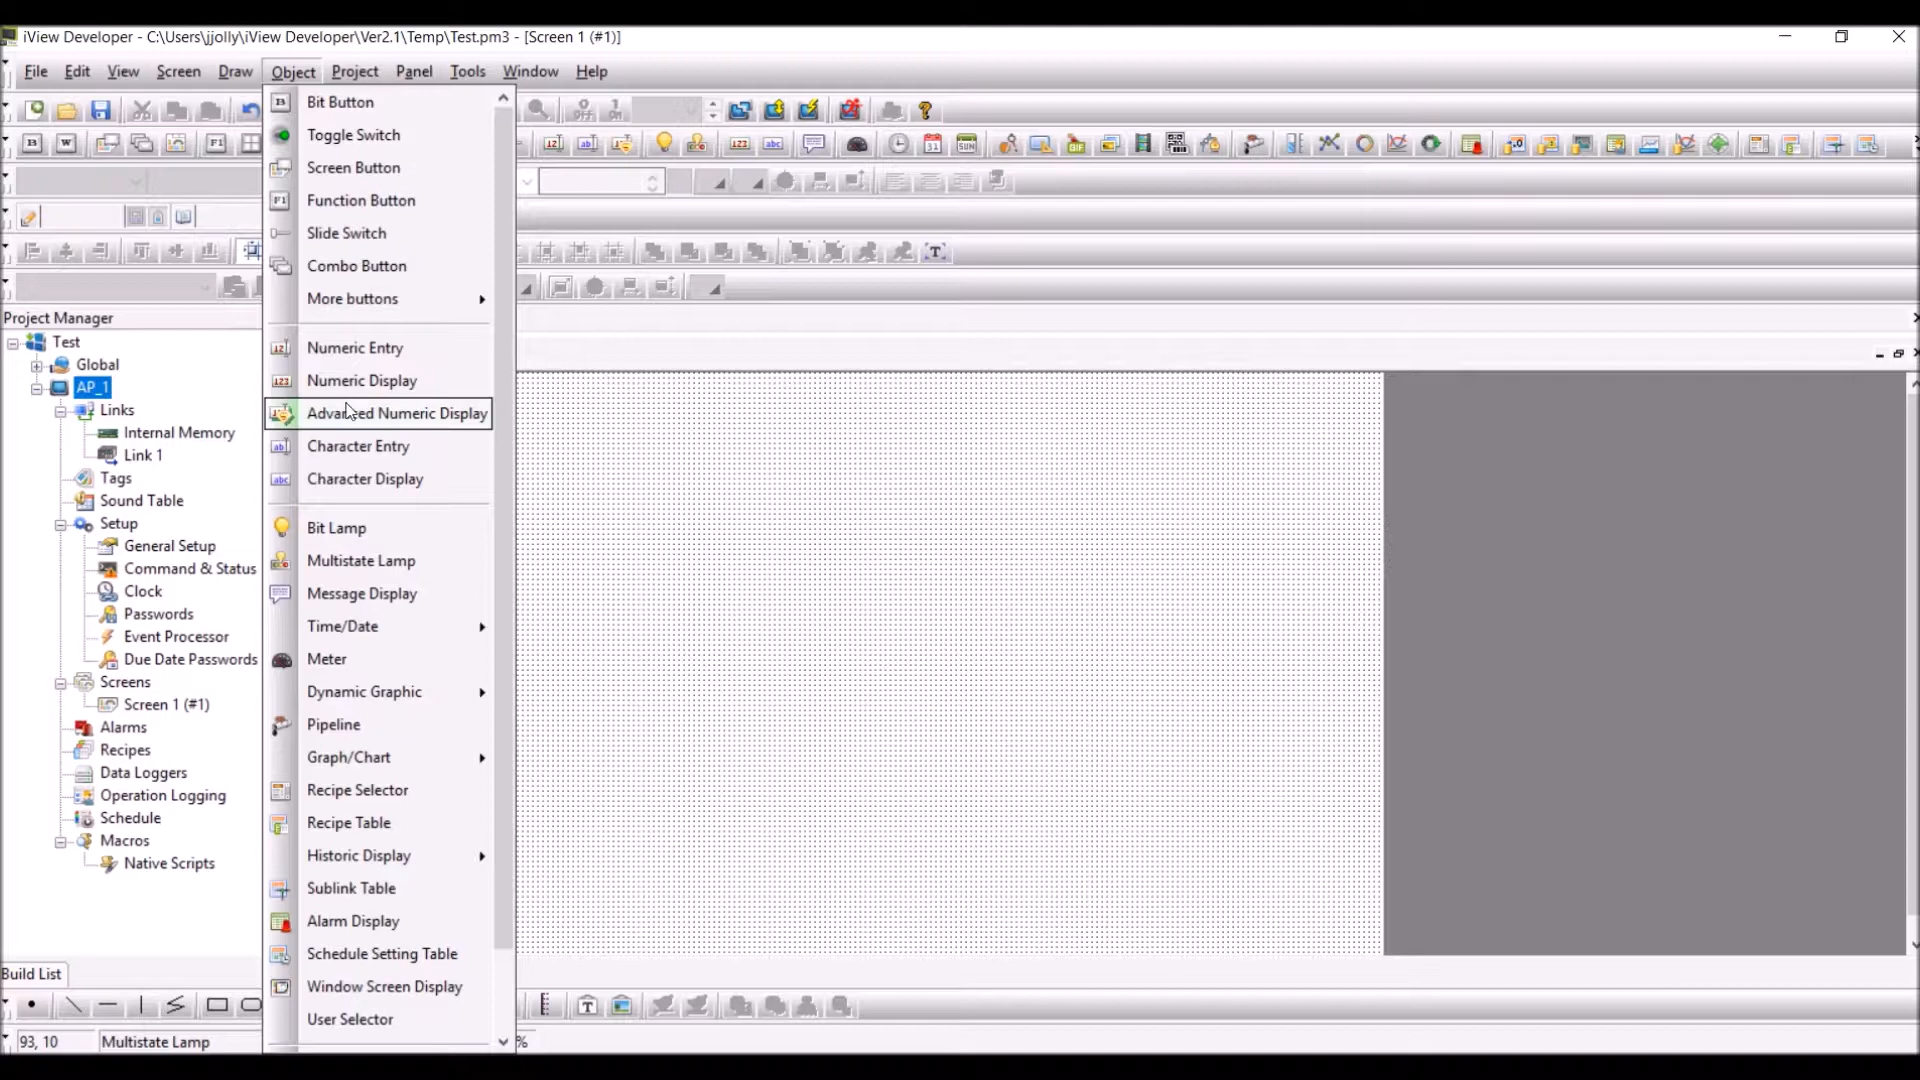 iView Developer - C:\Users\jjolly\iView Developer\Ver2.1\Temp\Test.pm3 - [Screen 1 (#1)]
File Edit View Screen Draw Object Project Panel Tools Window Help
Bit Button
Toggle Switch
Screen Button
Function Button
Slide Switch
Combo Button
More buttons
Numeric Entry
Numeric Display
Advanced Numeric Display
Character Entry
Character Display
Bit Lamp
Multistate Lamp
Message Display
Time/Date
Meter
Dynamic Graphic
Pipeline
Graph/Chart
Recipe Selector
Recipe Table
Historic Display
Sublink Table
Alarm Display
Schedule Setting Table
Window Screen Display
User Selector
Project Manager
Test
Global
AP_1
Links
Internal Memory
Link 1
Tags
Sound Table
Setup
General Setup
Command & Status
Clock
Passwords
Event Processor
Due Date Passwords
Screens
Screen 1 (#1)
Alarms
Recipes
Data Loggers
Operation Logging
Schedule
Macros
Native Scripts
Build List
93, 10 Multistate Lamp %